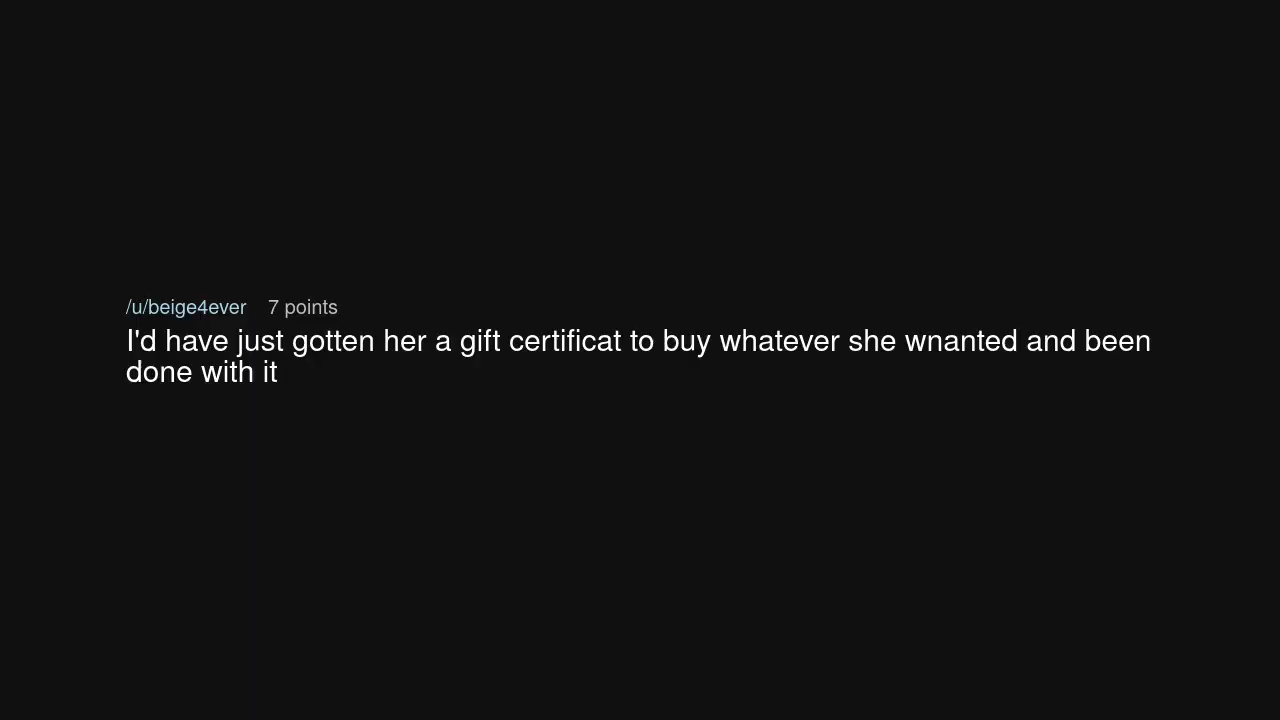 /u/beige4ever 7 points
I'd have just gotten her a gift certificat to buy whatever she wnanted and been
done with it